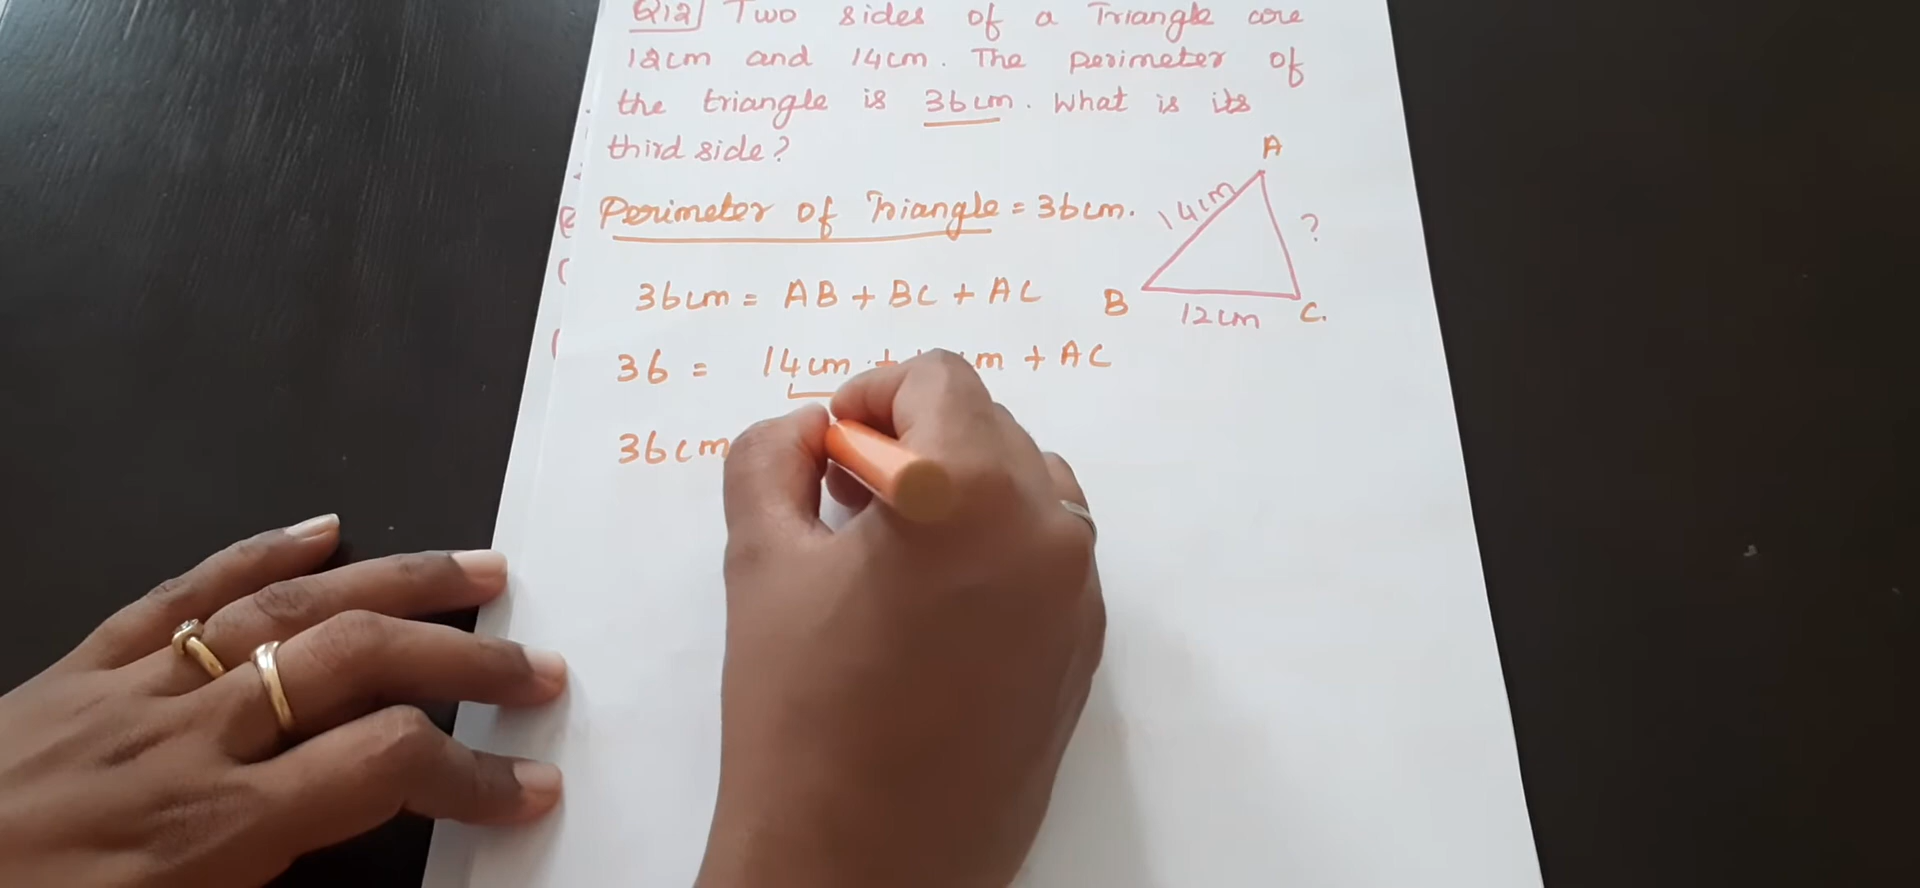 Q12] Two sides of a Triangle are
12cm and 14cm. The perimeter of
the triangle is 36cm. What is its
third side?
A
Perimeter of Triangle = 36cm.
14cm
?
36cm = AB + BC + AC
B
12cm
C.
36 = 14cm + m + AC
36cm